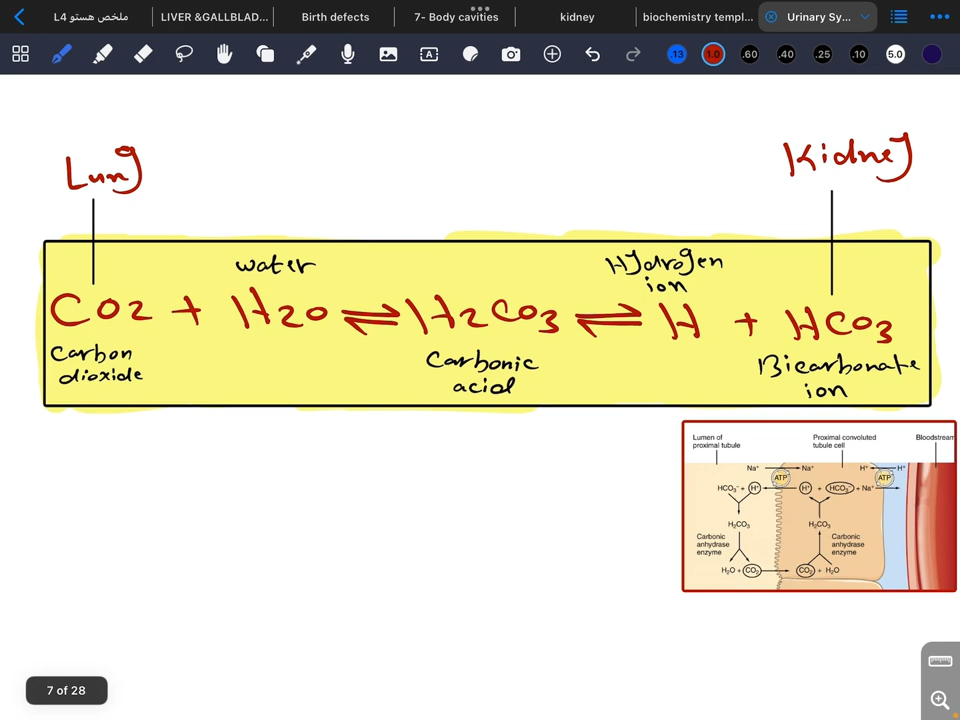 ملخص هستو L4
LIVER &GALLBLAD...
Birth defects
7- Body cavities
kidney
biochemistry templ...
Urinary Sy...
13
1.0
.60
.40
.25
.10
5.0
Lung
Kidney
water
Hydrogen
ion
CO2 + H2O ⇌ H2CO3 ⇌ H + HCO3
Carbon
dioxide
Carbonic
acid
Bicarbonate
ion
Lumen of
proximal tubule
Proximal convoluted
tubule cell
Bloodstream
Na⁺
Na⁺
H⁺
H⁺
ATP
ATP
HCO₃⁻ + H⁺
H⁺ + HCO₃⁻ + Na⁺
H₂CO₃
H₂CO₃
Carbonic
anhydrase
enzyme
Carbonic
anhydrase
enzyme
H₂O + CO₂
CO₂ + H₂O
7 of 28